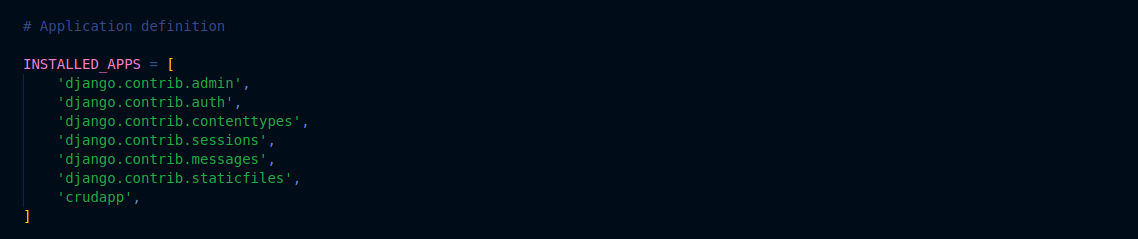 # Application definition
INSTALLED_APPS = [
    'django.contrib.admin',
    'django.contrib.auth',
    'django.contrib.contenttypes',
    'django.contrib.sessions',
    'django.contrib.messages',
    'django.contrib.staticfiles',
    'crudapp',
]